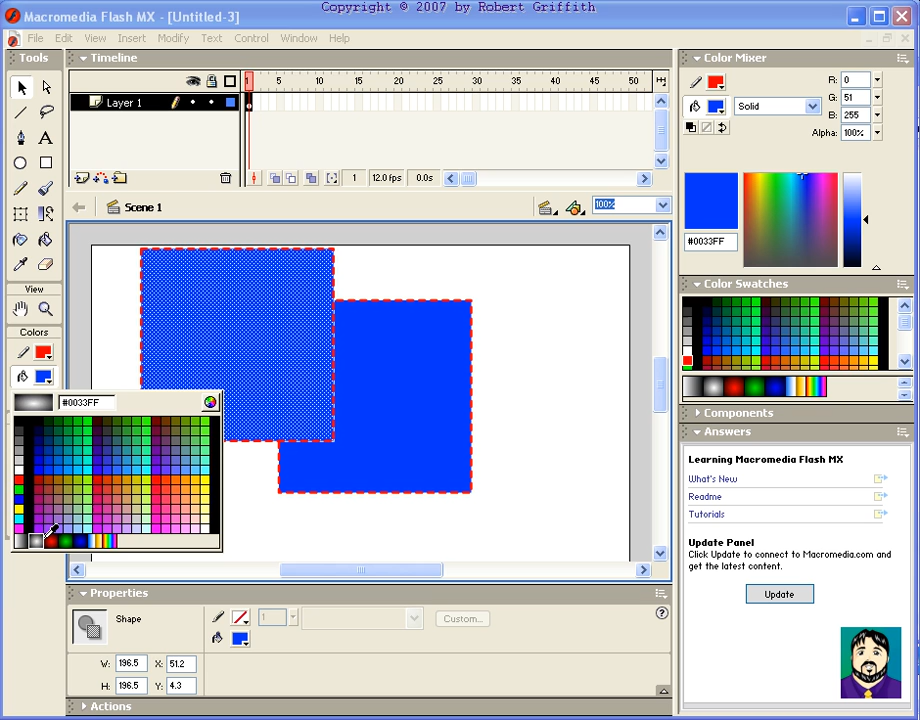 Copyright © 2007 by Robert Griffith
Macromedia Flash MX - [Untitled-3]
File Edit View Insert Modify Text Control Window Help
Tools
Timeline
1 5 10 15 20 25 30 35 40 45 50
Layer 1
1 12.0 fps 0.0s
Scene 1
100%
View
Colors
#0033FF
Properties
Shape
1
Custom...
W: 196.5 X: 51.2
H: 196.5 Y: 4.3
Actions
Color Mixer
R: 0
G: 51
Solid
B: 255
Alpha: 100%
#0033FF
Color Swatches
Components
Answers
Learning Macromedia Flash MX
What's New
Readme
Tutorials
Update Panel
Click Update to connect to Macromedia.com and
get the latest content.
Update